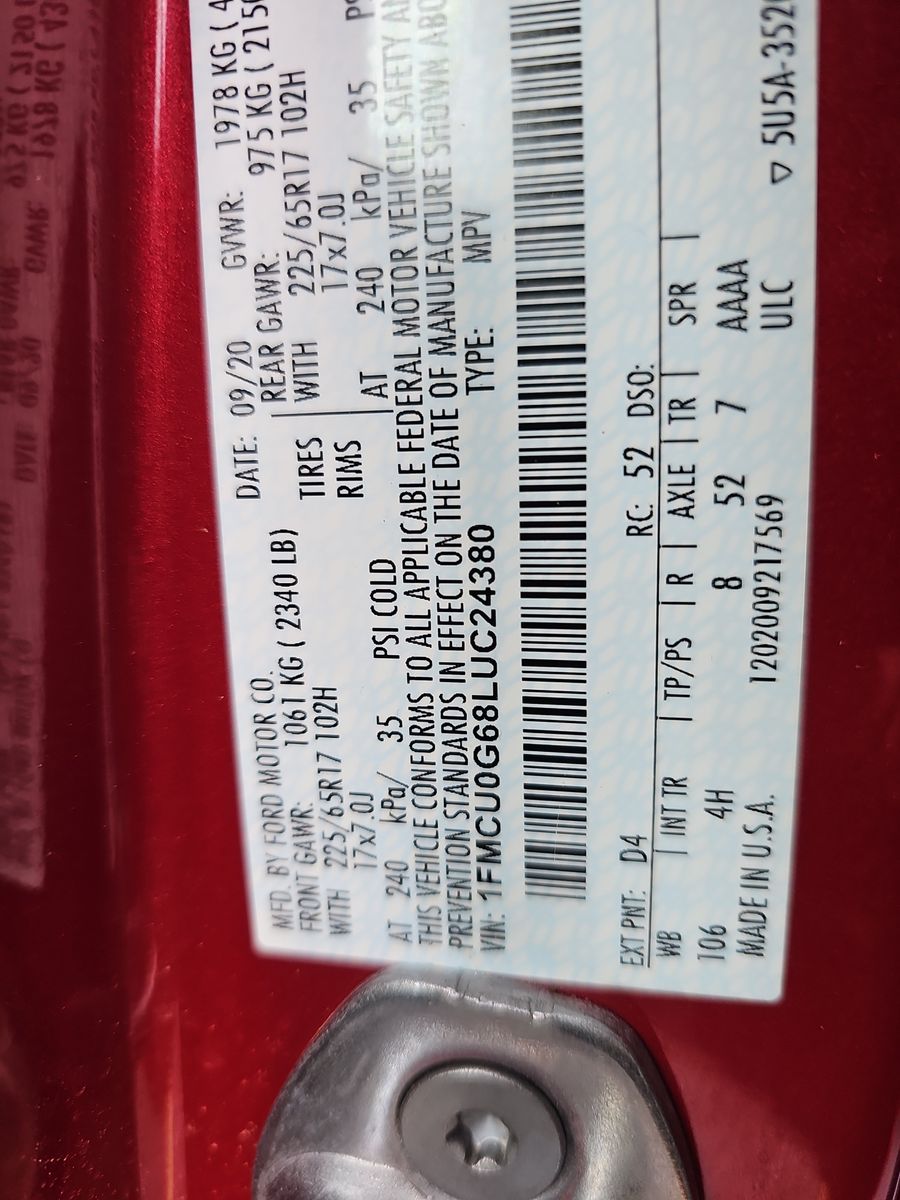 MFD. BY FORD MOTOR CO.
DATE: 09/20 GVWR: 1978 KG ( 4
FRONT GAWR: 1061 KG ( 2340 LB)
REAR GAWR: 975 KG ( 2150
WITH 225/65R17 102H TIRES WITH 225/65R17 102H
17x7.0J RIMS 17x7.0J
AT 240 kPa/ 35 PSI COLD AT 240 kPa/ 35
THIS VEHICLE CONFORMS TO ALL APPLICABLE FEDERAL MOTOR VEHICLE SAFETY
PREVENTION STANDARDS IN EFFECT ON THE DATE OF MANUFACTURE SHOWN
VIN: 1FMCU0G68LUC24380 TYPE: MPV
EXT PNT: D4 RC: 52 DSO:
WB | INT TR | TP/PS | R | AXLE | TR | SPR |
106 4H 8 52 7 AAAA
MADE IN U.S.A. 120200921​7569 ULC ▽ 5U5A-3520